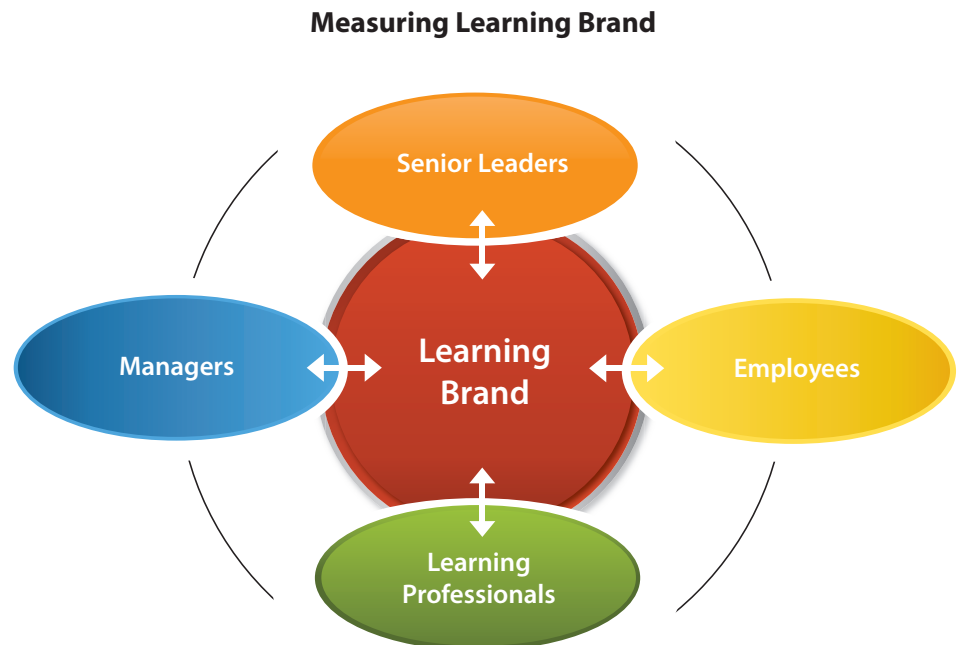 Measuring Learning Brand
Senior Leaders
Managers
Learning
Brand
Employees
Learning
Professionals